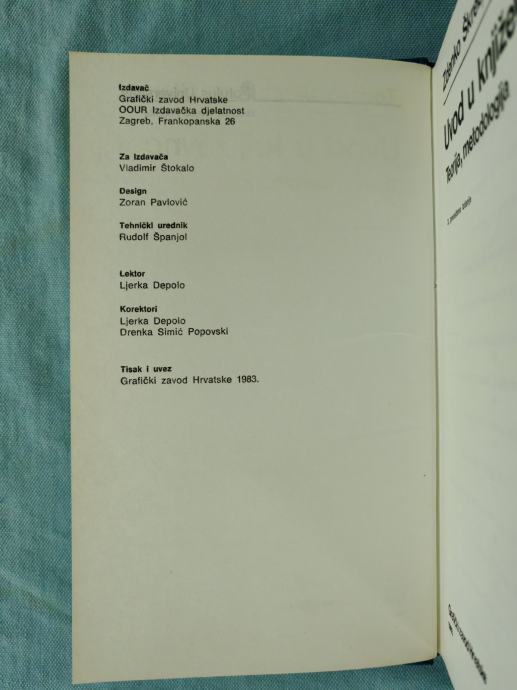 Izdavač
Grafički zavod Hrvatske
OOUR Izdavačka djelatnost
Zagreb, Frankopanska 26
Za Izdavača
Vladimir Štokalo
Design
Zoran Pavlović
Tehnički urednik
Rudolf Španjol
Lektor
Ljerka Depolo
Korektori
Ljerka Depolo
Drenka Simić Popovski
Tisak i uvez
Grafički zavod Hrvatske 1983.
Zdenko
Uvod u
Teorija, metodologija